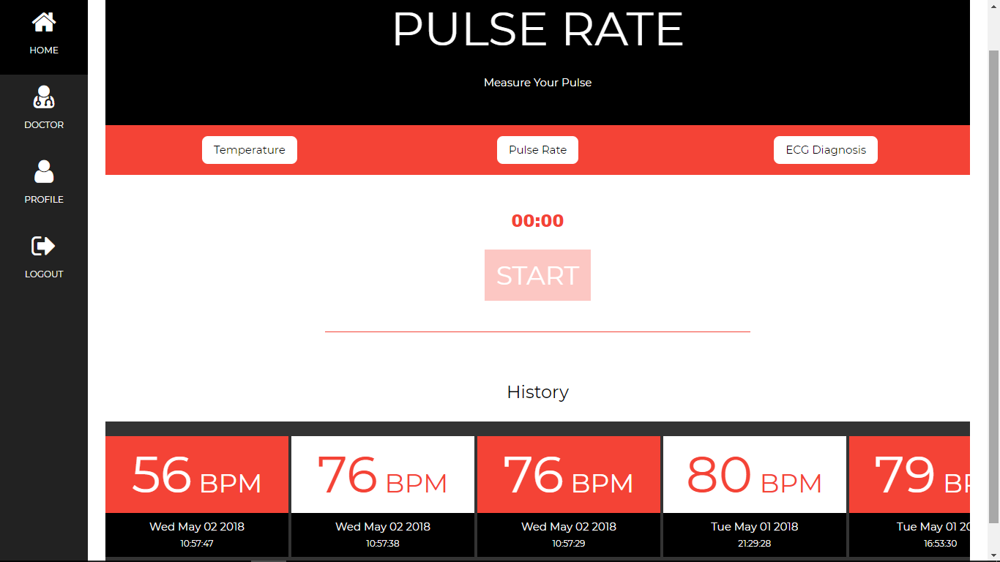 HOME
DOCTOR
PROFILE
LOGOUT
PULSE RATE
Measure Your Pulse
Temperature Pulse Rate ECG Diagnosis
00:00
START
History
56 BPM 76 BPM 76 BPM 80 BPM 79 BP
Wed May 02 2018 Wed May 02 2018 Wed May 02 2018 Tue May 01 2018 Tue May 01 20
10:57:47 10:57:38 10:57:29 21:29:28 16:53:30